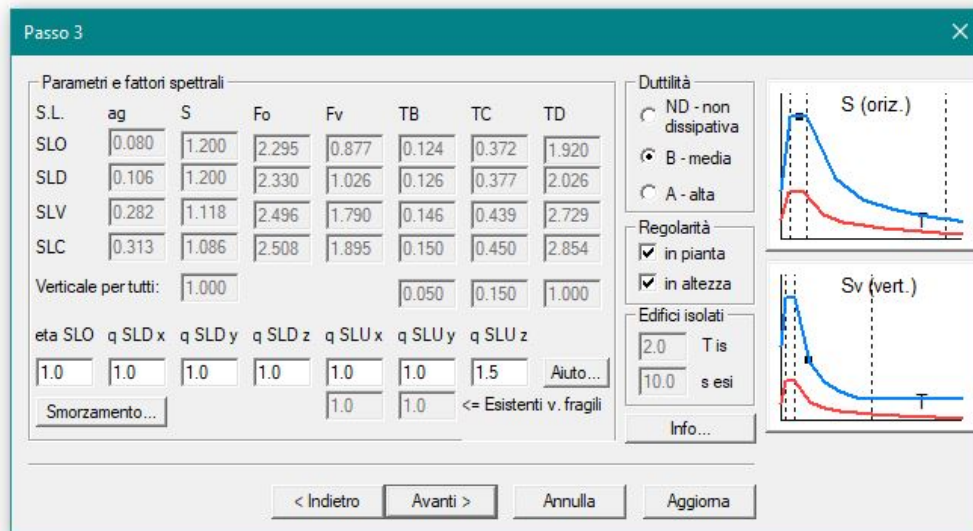 Passo 3
Parametri e fattori spettrali
S.L. ag S Fo Fv TB TC TD
SLO 0.080 1.200 2.295 0.877 0.124 0.372 1.920
SLD 0.106 1.200 2.330 1.026 0.126 0.377 2.026
SLV 0.282 1.118 2.496 1.790 0.146 0.439 2.729
SLC 0.313 1.086 2.508 1.895 0.150 0.450 2.854
Verticale per tutti: 1.000 0.050 0.150 1.000
eta SLO q SLD x q SLD y q SLD z q SLU x q SLU y q SLU z
1.0 1.0 1.0 1.0 1.0 1.0 1.5 Aiuto...
Smorzamento... 1.0 1.0 <= Esistenti v. fragili
Duttilità
ND - non
dissipativa
B - media
A - alta
Regolarità
in pianta
in altezza
Edifici isolati
2.0 T is
10.0 s esi
Info...
S (oriz.)
T
Sv (vert.)
T
< Indietro Avanti > Annulla Aggiorna